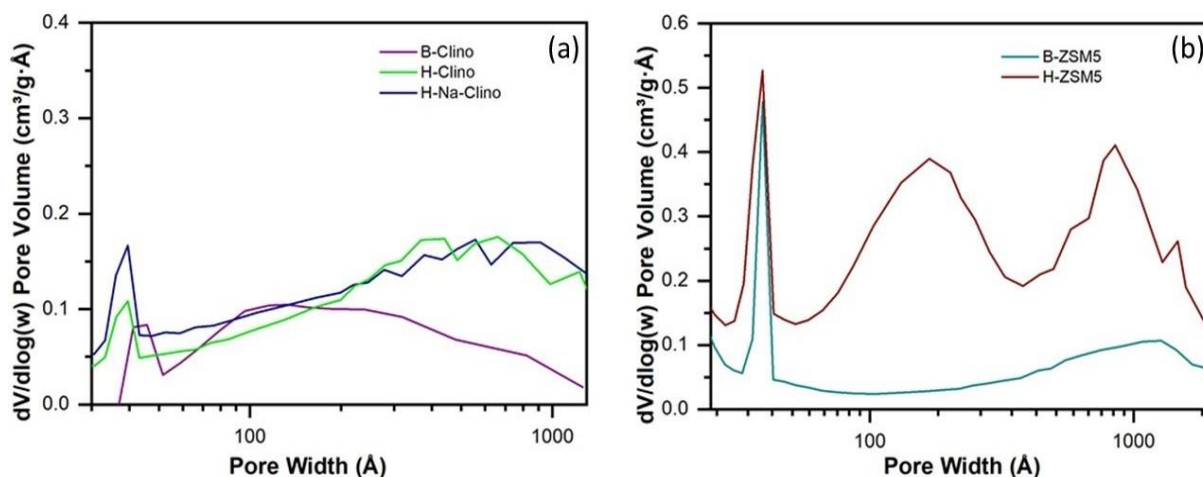 (a)
B-Clino
H-Clino
H-Na-Clino
dV/dlog(w) Pore Volume (cm³/g·Å)
0.4
0.3
0.2
0.1
0.0
100
1000
Pore Width (Å)
(b)
B-ZSM5
H-ZSM5
dV/dlog(w) Pore Volume (cm³/g·Å)
0.6
0.5
0.4
0.3
0.2
0.1
0.0
100
1000
Pore Width (Å)